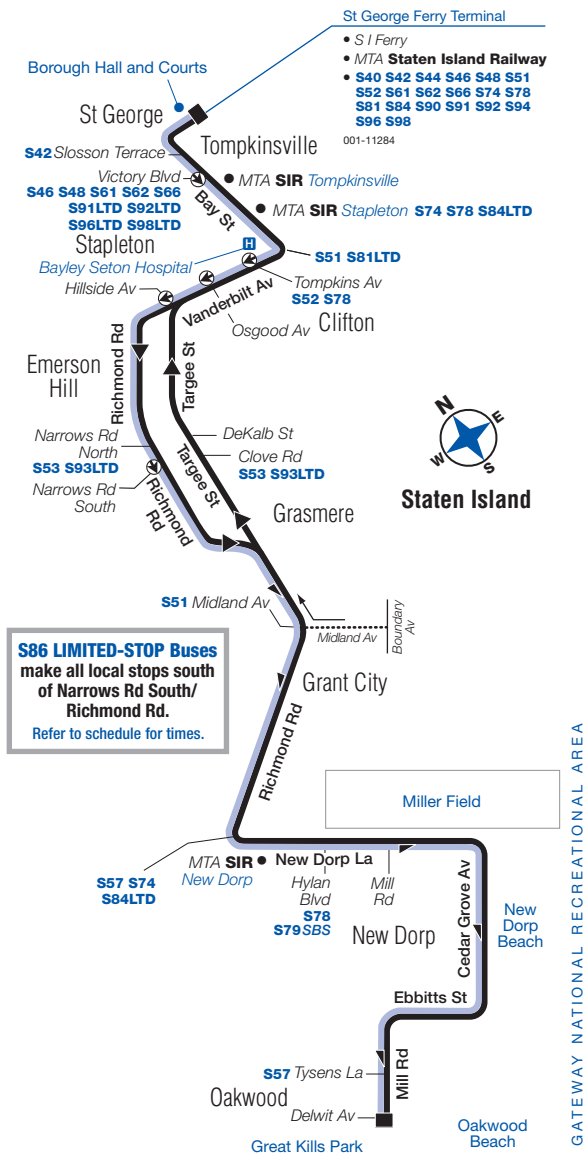 St George Ferry Terminal
• S I Ferry
• MTA Staten Island Railway
• S40 S42 S44 S46 S48 S51
S52 S61 S62 S66 S74 S78
S81 S84 S90 S91 S92 S94
S96 S98
001-11284
Borough Hall and Courts
St George
Tompkinsville
S42 Slosson Terrace
Victory Blvd
S46 S48 S61 S62 S66
S91LTD S92LTD
S96LTD S98LTD
Bay St
MTA SIR Tompkinsville
MTA SIR Stapleton S74 S78 S84LTD
Stapleton
H
Bayley Seton Hospital
S51 S81LTD
Hillside Av
Tompkins Av
S52 S78
Vanderbilt Av
Osgood Av
Clifton
Emerson
Hill
Richmond Rd
Targee St
N
E
W
S
Staten Island
Narrows Rd
North
S53 S93LTD
Narrows Rd
South
Richmond
Rd
Targee St
DeKalb St
Clove Rd
S53 S93LTD
Grasmere
S51 Midland Av
Midland Av
Boundary
Av
S86 LIMITED-STOP Buses
make all local stops south
of Narrows Rd South/
Richmond Rd.
Refer to schedule for times.
Grant City
Richmond Rd
Miller Field
GATEWAY NATIONAL RECREATIONAL AREA
S57 S74
S84LTD
MTA SIR
New Dorp
New Dorp La
Hylan
Blvd
S78
S79SBS
Mill
Rd
New Dorp
Cedar Grove Av
New
Dorp
Beach
Ebbitts St
S57 Tysens La
Mill Rd
Oakwood
Delwit Av
Great Kills Park
Oakwood
Beach